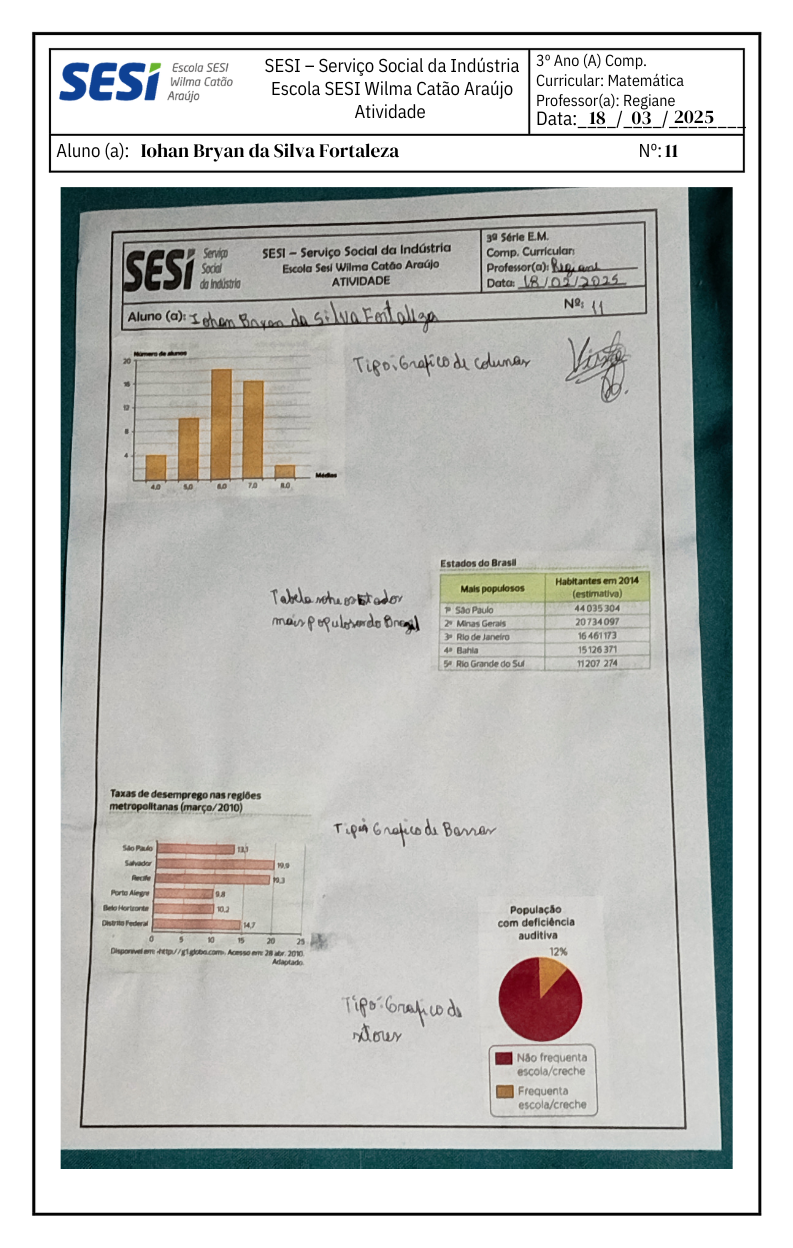 SESI
Escola SESI
Wilma Catão
Araújo
SESI – Serviço Social da Indústria
Escola SESI Wilma Catão Araújo
Atividade
3º Ano (A) Comp.
Curricular: Matemática
Professor(a): Regiane
Data: 18 / 03 / 2025
Aluno (a): Iohan Bryan da Silva Fortaleza
Nº: 11
SESI
Serviço
Social
da Indústria
SESI – Serviço Social da Indústria
Escola Sesi Wilma Catão Araújo
ATIVIDADE
3ª Série E.M.
Comp. Curricular:
Professor(a): Regiane
Data: 18/02/2025
Aluno (a): Iohan Bryan da Silva Fortaleza
Nº: 11
Número de alunos
20
16
12
8
4
4,0 5,0 6,0 7,0 8,0
Médias
Tipo: Grafico de colunas
Tabela sobre os Estados
mais populosos do Brasil
Estados do Brasil
Mais populosos Habitantes em 2014 (estimativa)
1º São Paulo 44 035 304
2º Minas Gerais 20 734 097
3º Rio de Janeiro 16 461 173
4º Bahia 15 126 371
5º Rio Grande do Sul 11 207 274
Taxas de desemprego nas regiões
metropolitanas (março/2010)
São Paulo 13,1
Salvador 19,9
Recife 19,3
Porto Alegre 9,8
Belo Horizonte 10,2
Distrito Federal 14,7
0 5 10 15 20 25
Disponível em: <http://g1.globo.com>. Acesso em: 28 abr. 2010.
Adaptado.
Tipo: Grafico de Barras
População
com deficiência
auditiva
12%
Tipo: Grafico de
setores
Não frequenta
escola/creche
Frequenta
escola/creche